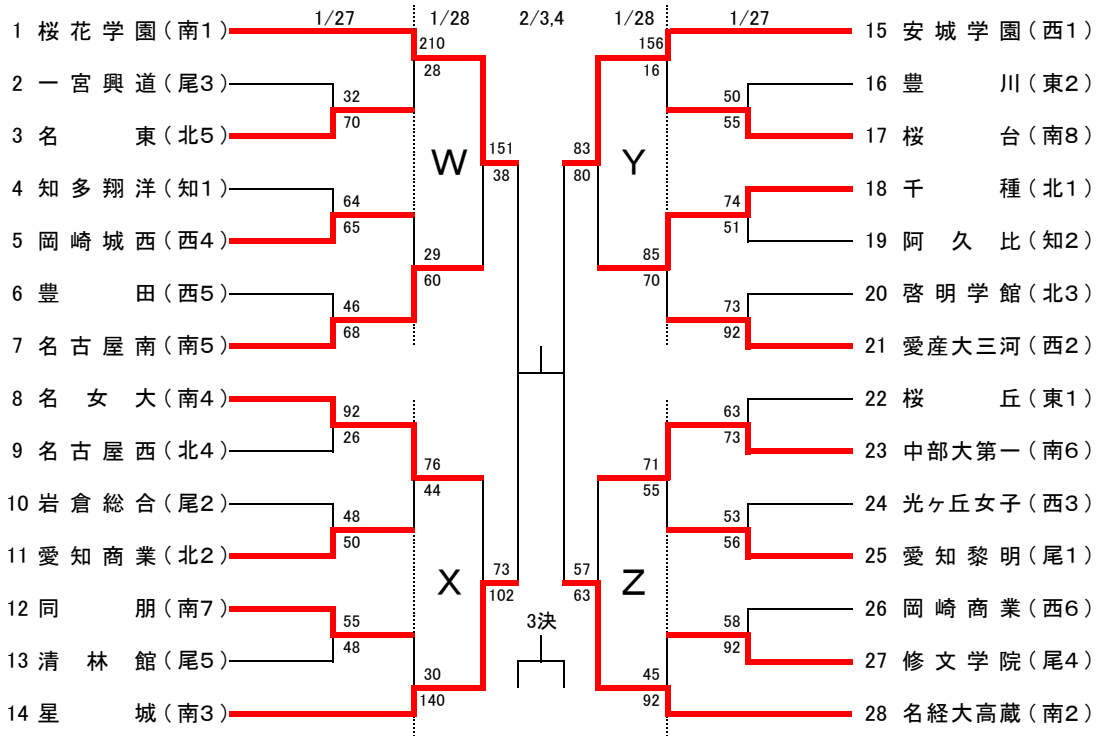 1/27 1/28 2/3,4 1/28 1/27
1 桜花学園(南1)
210
28
2 一宮興道(尾3)
32
70
3 名東(北5)
W
151
38
4 知多翔洋(知1)
64
65
5 岡崎城西(西4)
29
60
6 豊田(西5)
46
68
7 名古屋南(南5)
8 名女大(南4)
92
26
9 名古屋西(北4)
76
44
10 岩倉総合(尾2)
48
50
11 愛知商業(北2)
X
73
102
12 同朋(南7)
55
48
13 清林館(尾5)
30
140
14 星城(南3)
3決
15 安城学園(西1)
156
16
16 豊川(東2)
50
55
17 桜台(南8)
83
80
Y
18 千種(北1)
74
51
19 阿久比(知2)
85
70
20 啓明学館(北3)
73
92
21 愛産大三河(西2)
22 桜丘(東1)
63
73
23 中部大第一(南6)
71
55
24 光ヶ丘女子(西3)
53
56
25 愛知黎明(尾1)
57
63
Z
26 岡崎商業(西6)
58
92
27 修文学院(尾4)
45
92
28 名経大高蔵(南2)